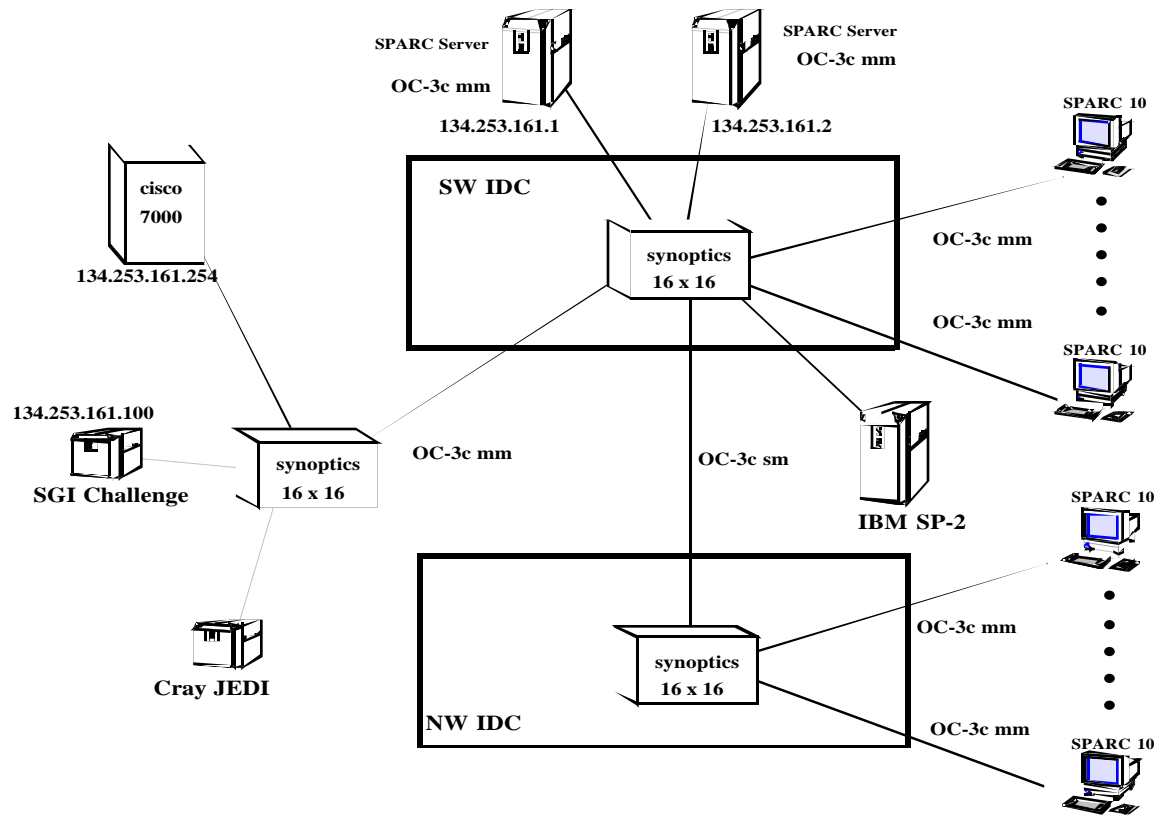 SPARC Server
OC-3c mm
134.253.161.1
SPARC Server
OC-3c mm
134.253.161.2
SPARC 10
cisco
7000
134.253.161.254
SW IDC
synoptics
16 x 16
OC-3c mm
OC-3c mm
SPARC 10
134.253.161.100
SGI Challenge
synoptics
16 x 16
OC-3c mm
OC-3c sm
IBM SP-2
SPARC 10
Cray JEDI
synoptics
16 x 16
NW IDC
OC-3c mm
OC-3c mm
SPARC 10